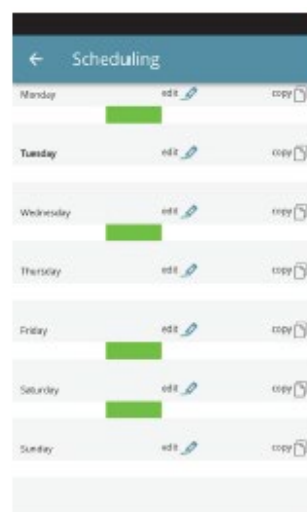 Scheduling
Monday edit copy
Tuesday edit copy
Wednesday edit copy
Thursday edit copy
Friday edit copy
Saturday edit copy
Sunday edit copy